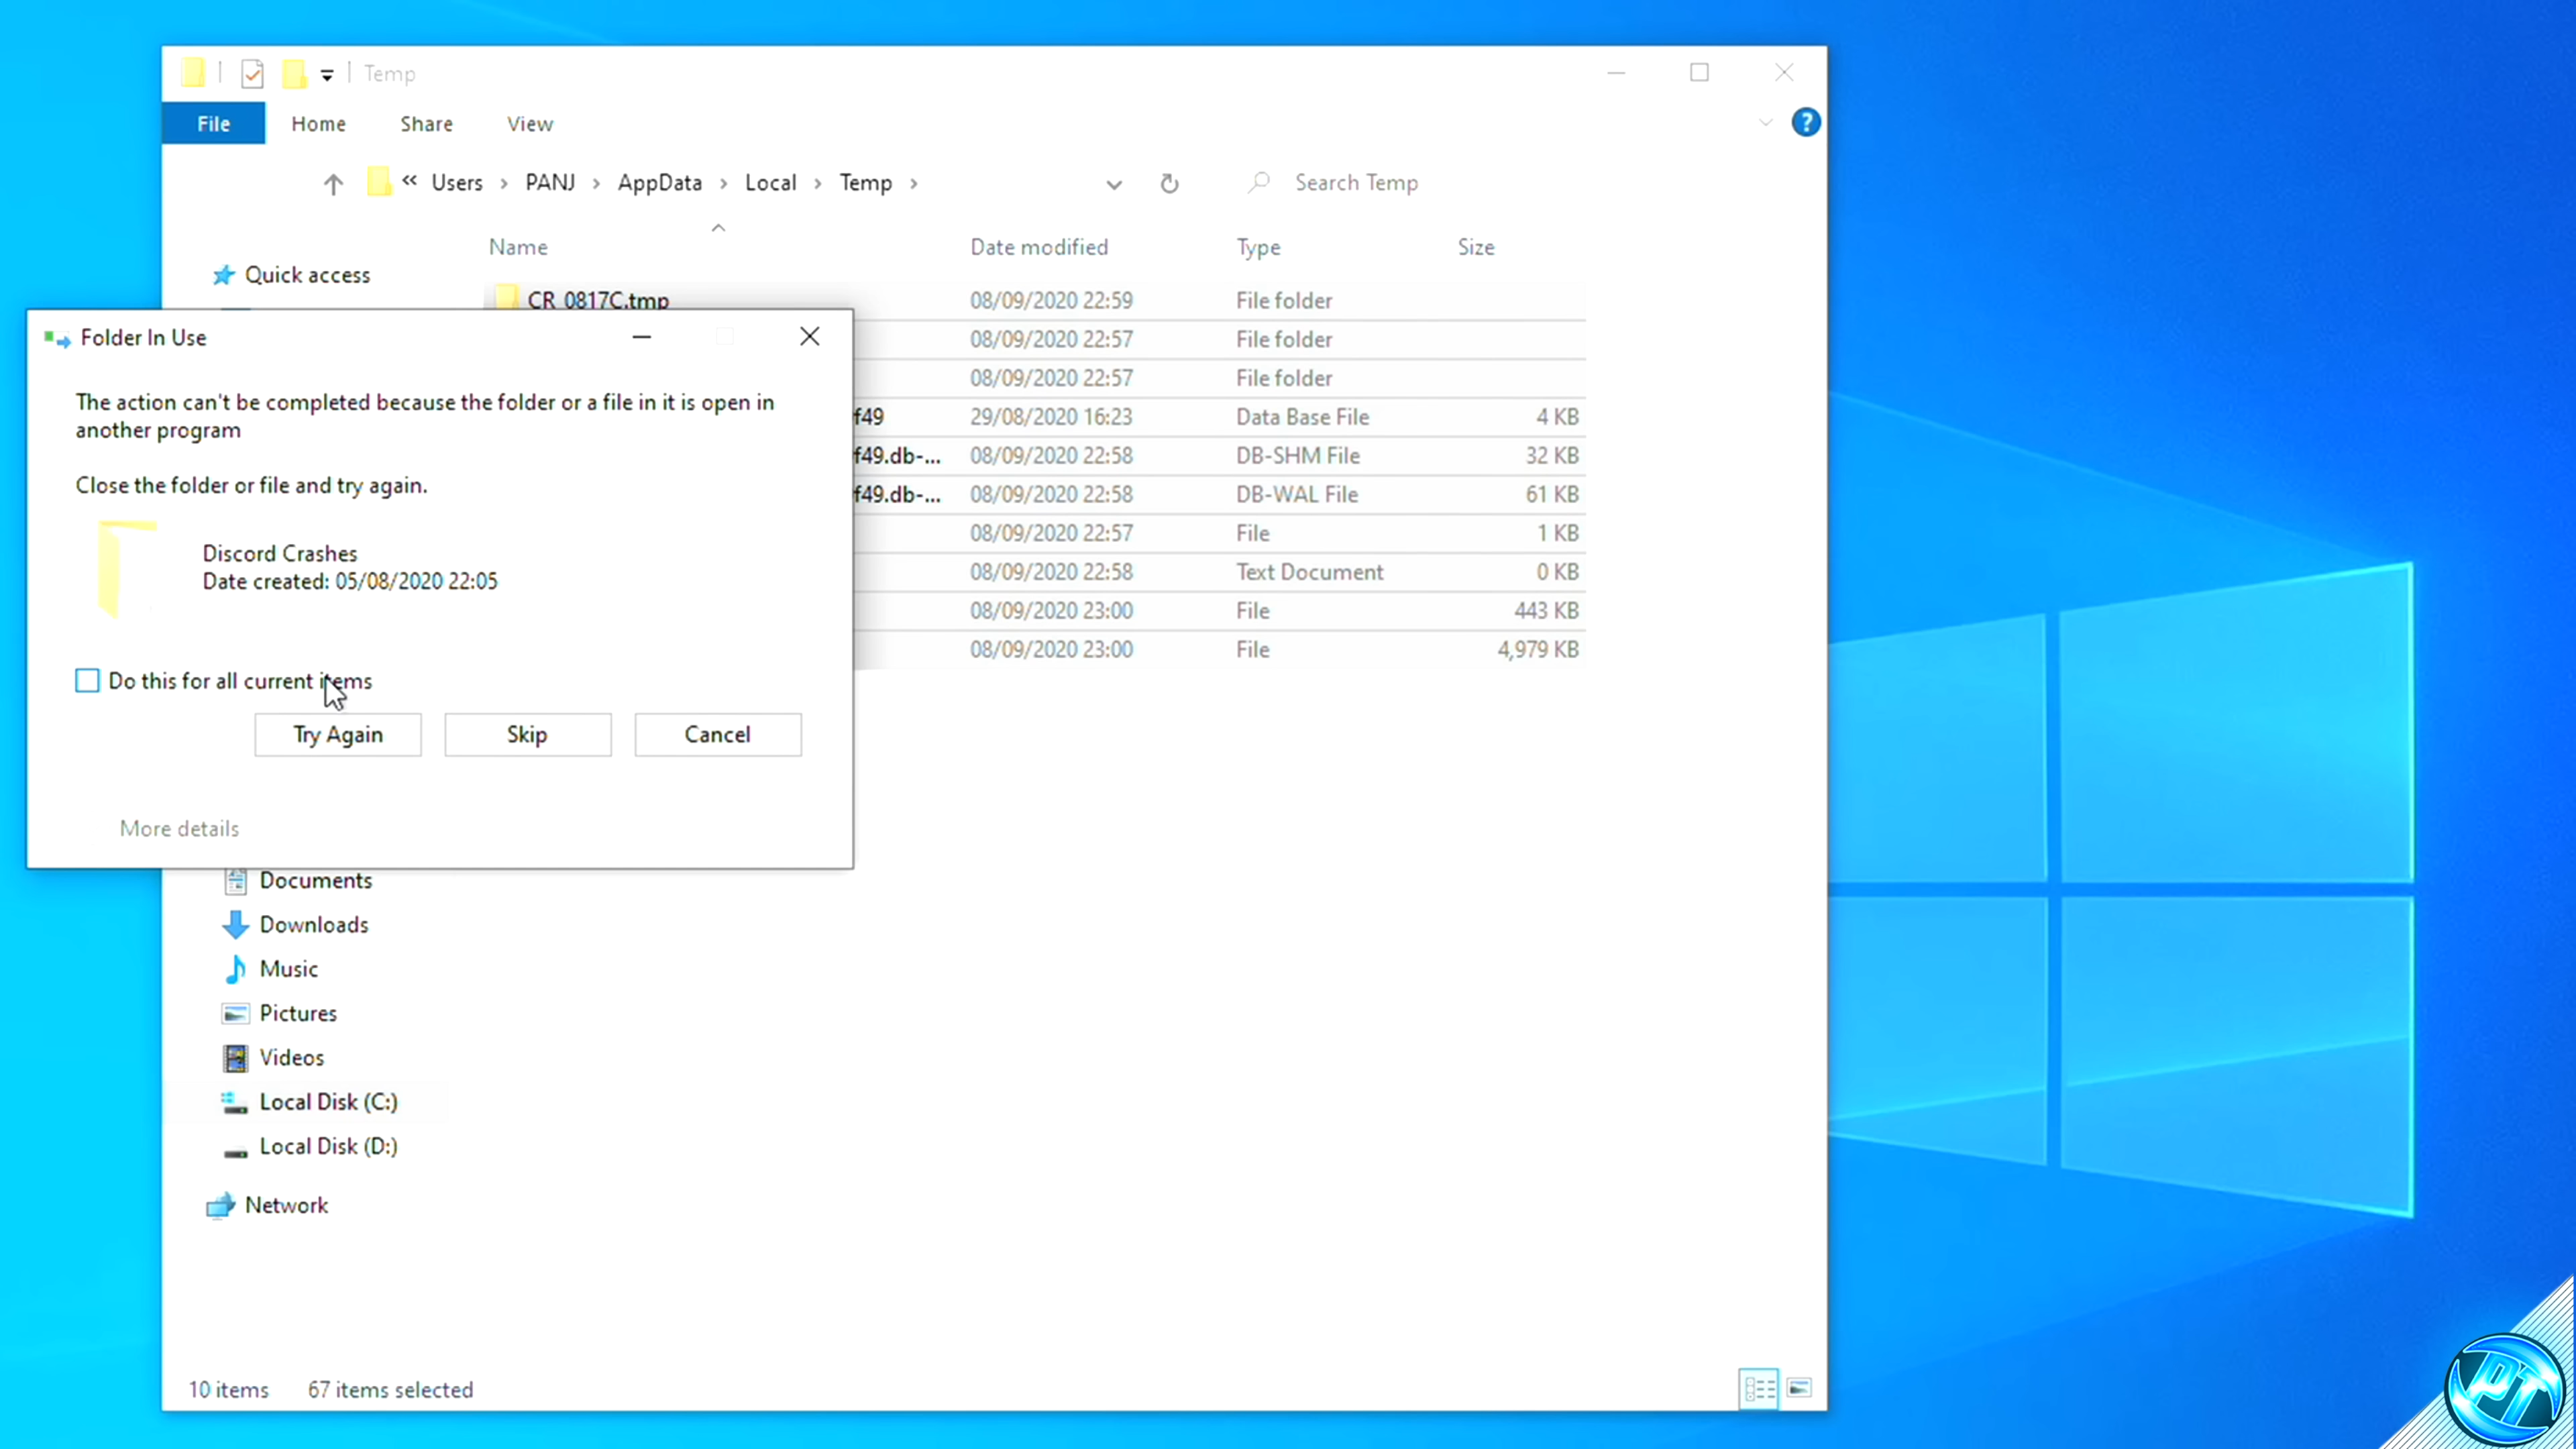 Temp
File Home Share View
« Users › PANJ › AppData › Local › Temp › Search Temp
Name Date modified Type Size
Quick access
CR_0817C.tmp 08/09/2020 22:59 File folder
08/09/2020 22:57 File folder
08/09/2020 22:57 File folder
f49 29/08/2020 16:23 Data Base File 4 KB
f49.db-... 08/09/2020 22:58 DB-SHM File 32 KB
f49.db-... 08/09/2020 22:58 DB-WAL File 61 KB
08/09/2020 22:57 File 1 KB
08/09/2020 22:58 Text Document 0 KB
08/09/2020 23:00 File 443 KB
08/09/2020 23:00 File 4,979 KB
Folder In Use
The action can't be completed because the folder or a file in it is open in
another program
Close the folder or file and try again.
Discord Crashes
Date created: 05/08/2020 22:05
Do this for all current items
Try Again Skip Cancel
More details
Documents
Downloads
Music
Pictures
Videos
Local Disk (C:)
Local Disk (D:)
Network
10 items 67 items selected
PT